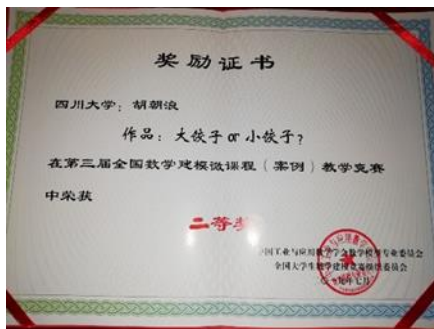 奖励证书
四川大学：胡朝浪
作品：大饺子or小饺子？
在第三届全国数学建模微课程（案例）教学竞赛
中荣获
二等奖
中国工业与应用数学学会数学模型专业委员会
全国大学生数学建模竞赛组织委员会